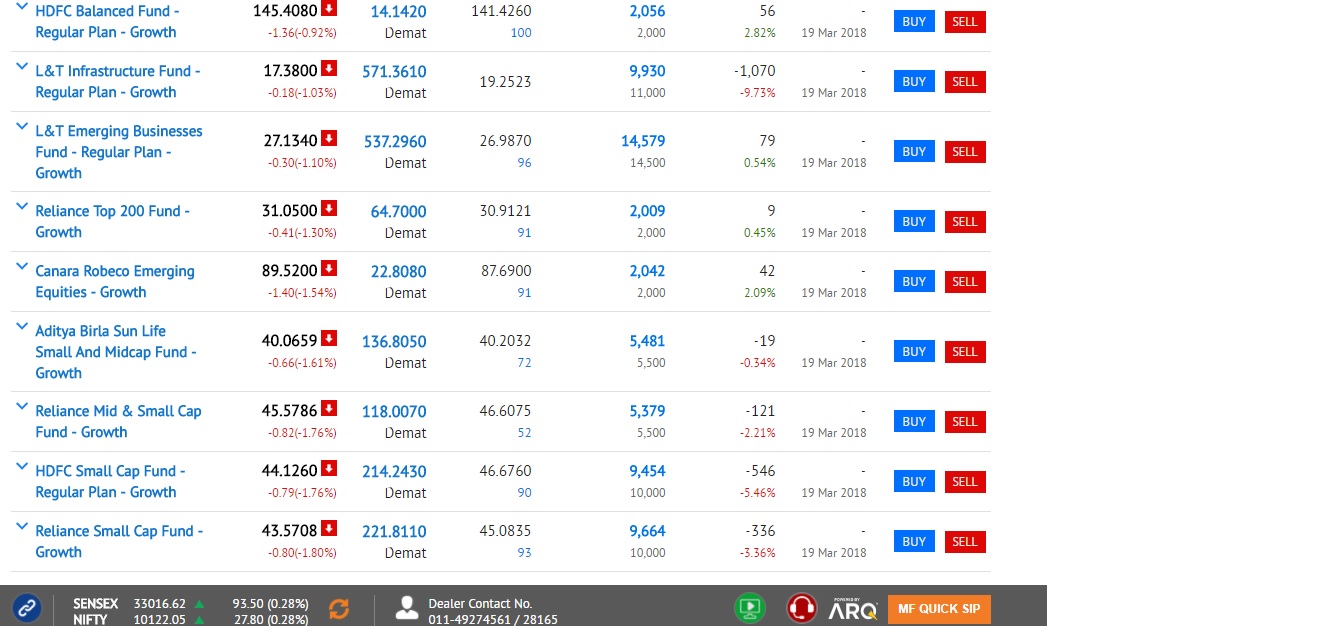 HDFC Balanced Fund - 145.4080 14.1420 141.4260 2,056 56 - BUY SELL
Regular Plan - Growth -1.36(-0.92%) Demat 100 2,000 2.82% 19 Mar 2018
L&T Infrastructure Fund - 17.3800 571.3610 19.2523 9,930 -1,070 - BUY SELL
Regular Plan - Growth -0.18(-1.03%) Demat 11,000 -9.73% 19 Mar 2018
L&T Emerging Businesses 27.1340 537.2960 26.9870 14,579 79 - BUY SELL
Fund - Regular Plan - -0.30(-1.10%) Demat 96 14,500 0.54% 19 Mar 2018
Growth
Reliance Top 200 Fund - 31.0500 64.7000 30.9121 2,009 9 - BUY SELL
Growth -0.41(-1.30%) Demat 91 2,000 0.45% 19 Mar 2018
Canara Robeco Emerging 89.5200 22.8080 87.6900 2,042 42 - BUY SELL
Equities - Growth -1.40(-1.54%) Demat 91 2,000 2.09% 19 Mar 2018
Aditya Birla Sun Life 40.0659 136.8050 40.2032 5,481 -19 - BUY SELL
Small And Midcap Fund - -0.66(-1.61%) Demat 72 5,500 -0.34% 19 Mar 2018
Growth
Reliance Mid & Small Cap 45.5786 118.0070 46.6075 5,379 -121 - BUY SELL
Fund - Growth -0.82(-1.76%) Demat 52 5,500 -2.21% 19 Mar 2018
HDFC Small Cap Fund - 44.1260 214.2430 46.6760 9,454 -546 - BUY SELL
Regular Plan - Growth -0.79(-1.76%) Demat 90 10,000 -5.46% 19 Mar 2018
Reliance Small Cap Fund - 43.5708 221.8110 45.0835 9,664 -336 - BUY SELL
Growth -0.80(-1.80%) Demat 93 10,000 -3.36% 19 Mar 2018
SENSEX 33016.62 93.50 (0.28%) Dealer Contact No. POWERED BY ARQ MF QUICK SIP
NIFTY 10122.05 27.80 (0.28%) 011-49274561 / 28165